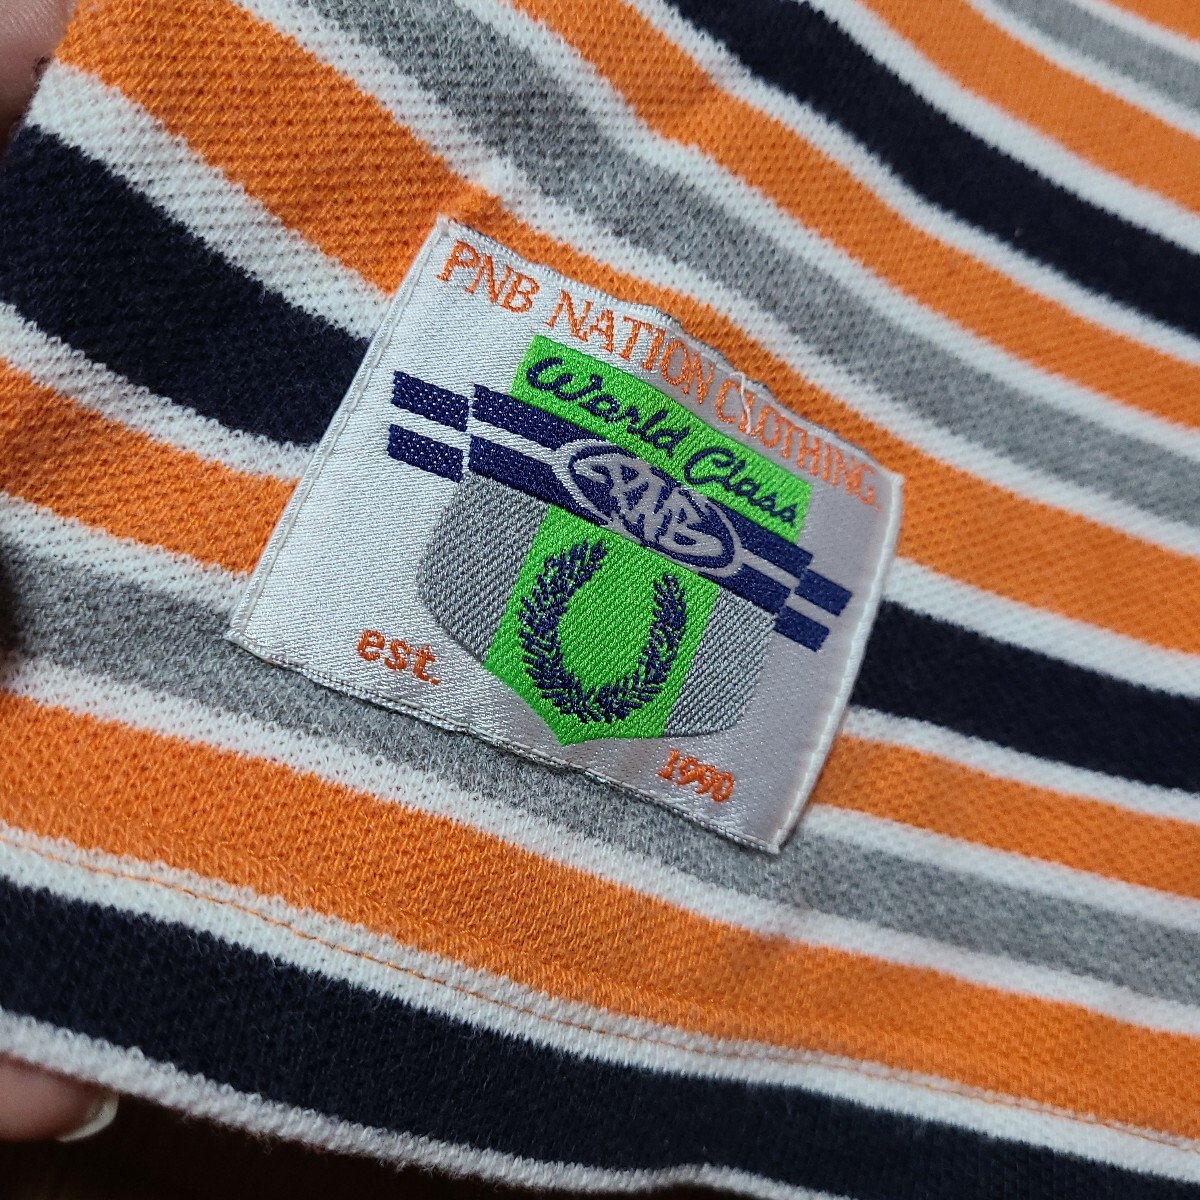 PNB NATION CLOTHING
World Class
PNB
est.
1990